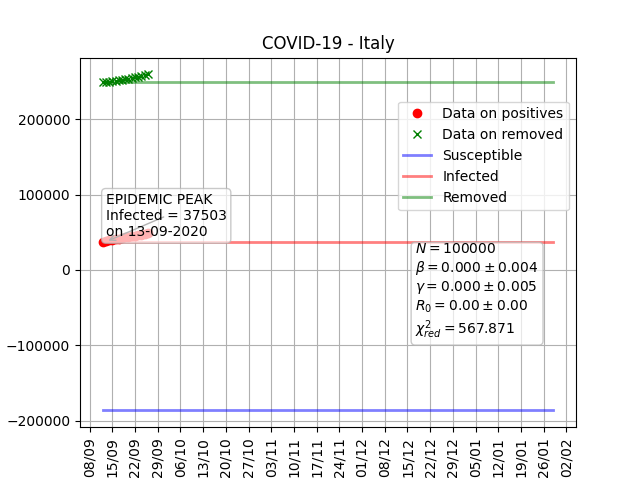 COVID-19 - Italy
Data on positives
Data on removed
Susceptible
Infected
Removed
EPIDEMIC PEAK
Infected = 37503
on 13-09-2020
N = 100000
β = 0.000 ± 0.004
γ = 0.000 ± 0.005
R₀ = 0.00 ± 0.00
χ²_red = 567.871
200000
100000
0
−100000
−200000
08/09
15/09
22/09
29/09
06/10
13/10
20/10
27/10
03/11
10/11
17/11
24/11
01/12
08/12
15/12
22/12
29/12
05/01
12/01
19/01
26/01
02/02